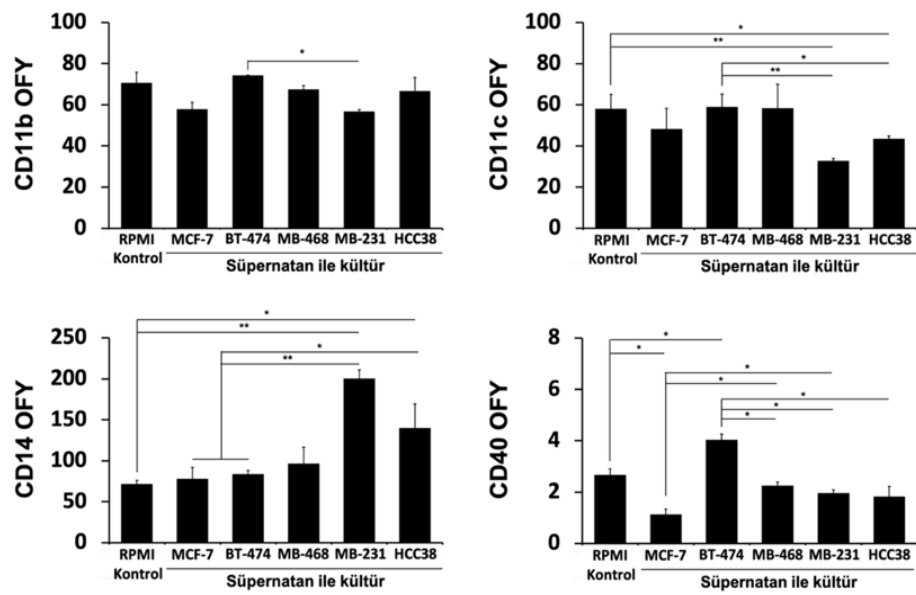 CD11b OFY
100
80
60
40
20
0
*
RPMI Kontrol
MCF-7
BT-474
MB-468
MB-231
HCC38
Süpernatan ile kültür
CD11c OFY
100
80
60
40
20
0
*
**
*
**
RPMI Kontrol
MCF-7
BT-474
MB-468
MB-231
HCC38
Süpernatan ile kültür
CD14 OFY
250
200
150
100
50
0
*
**
*
**
RPMI Kontrol
MCF-7
BT-474
MB-468
MB-231
HCC38
Süpernatan ile kültür
CD40 OFY
8
6
4
2
0
*
*
*
*
*
*
*
RPMI Kontrol
MCF-7
BT-474
MB-468
MB-231
HCC38
Süpernatan ile kültür